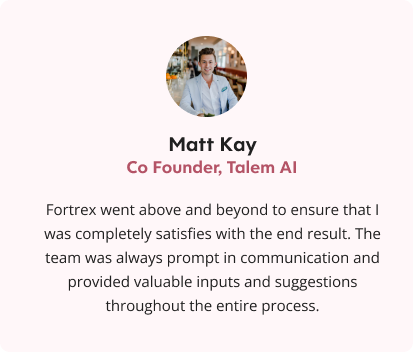 Matt Kay
Co Founder, Talem AI
Fortrex went above and beyond to ensure that I
was completely satisfies with the end result. The
team was always prompt in communication and
provided valuable inputs and suggestions
throughout the entire process.